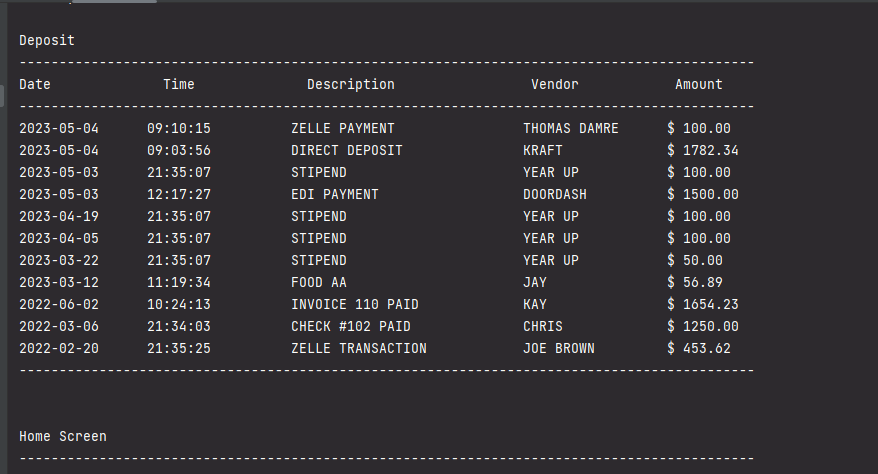 Deposit
--------------------------------------------------------------------------------------------
Date              Time              Description                 Vendor            Amount
--------------------------------------------------------------------------------------------
2023-05-04      09:10:15          ZELLE PAYMENT                THOMAS DAMRE      $ 100.00
2023-05-04      09:03:56          DIRECT DEPOSIT               KRAFT             $ 1782.34
2023-05-03      21:35:07          STIPEND                      YEAR UP           $ 100.00
2023-05-03      12:17:27          EDI PAYMENT                  DOORDASH          $ 1500.00
2023-04-19      21:35:07          STIPEND                      YEAR UP           $ 100.00
2023-04-05      21:35:07          STIPEND                      YEAR UP           $ 100.00
2023-03-22      21:35:07          STIPEND                      YEAR UP           $ 50.00
2023-03-12      11:19:34          FOOD AA                      JAY               $ 56.89
2022-06-02      10:24:13          INVOICE 110 PAID             KAY               $ 1654.23
2022-03-06      21:34:03          CHECK #102 PAID              CHRIS             $ 1250.00
2022-02-20      21:35:25          ZELLE TRANSACTION            JOE BROWN         $ 453.62
--------------------------------------------------------------------------------------------
Home Screen
--------------------------------------------------------------------------------------------